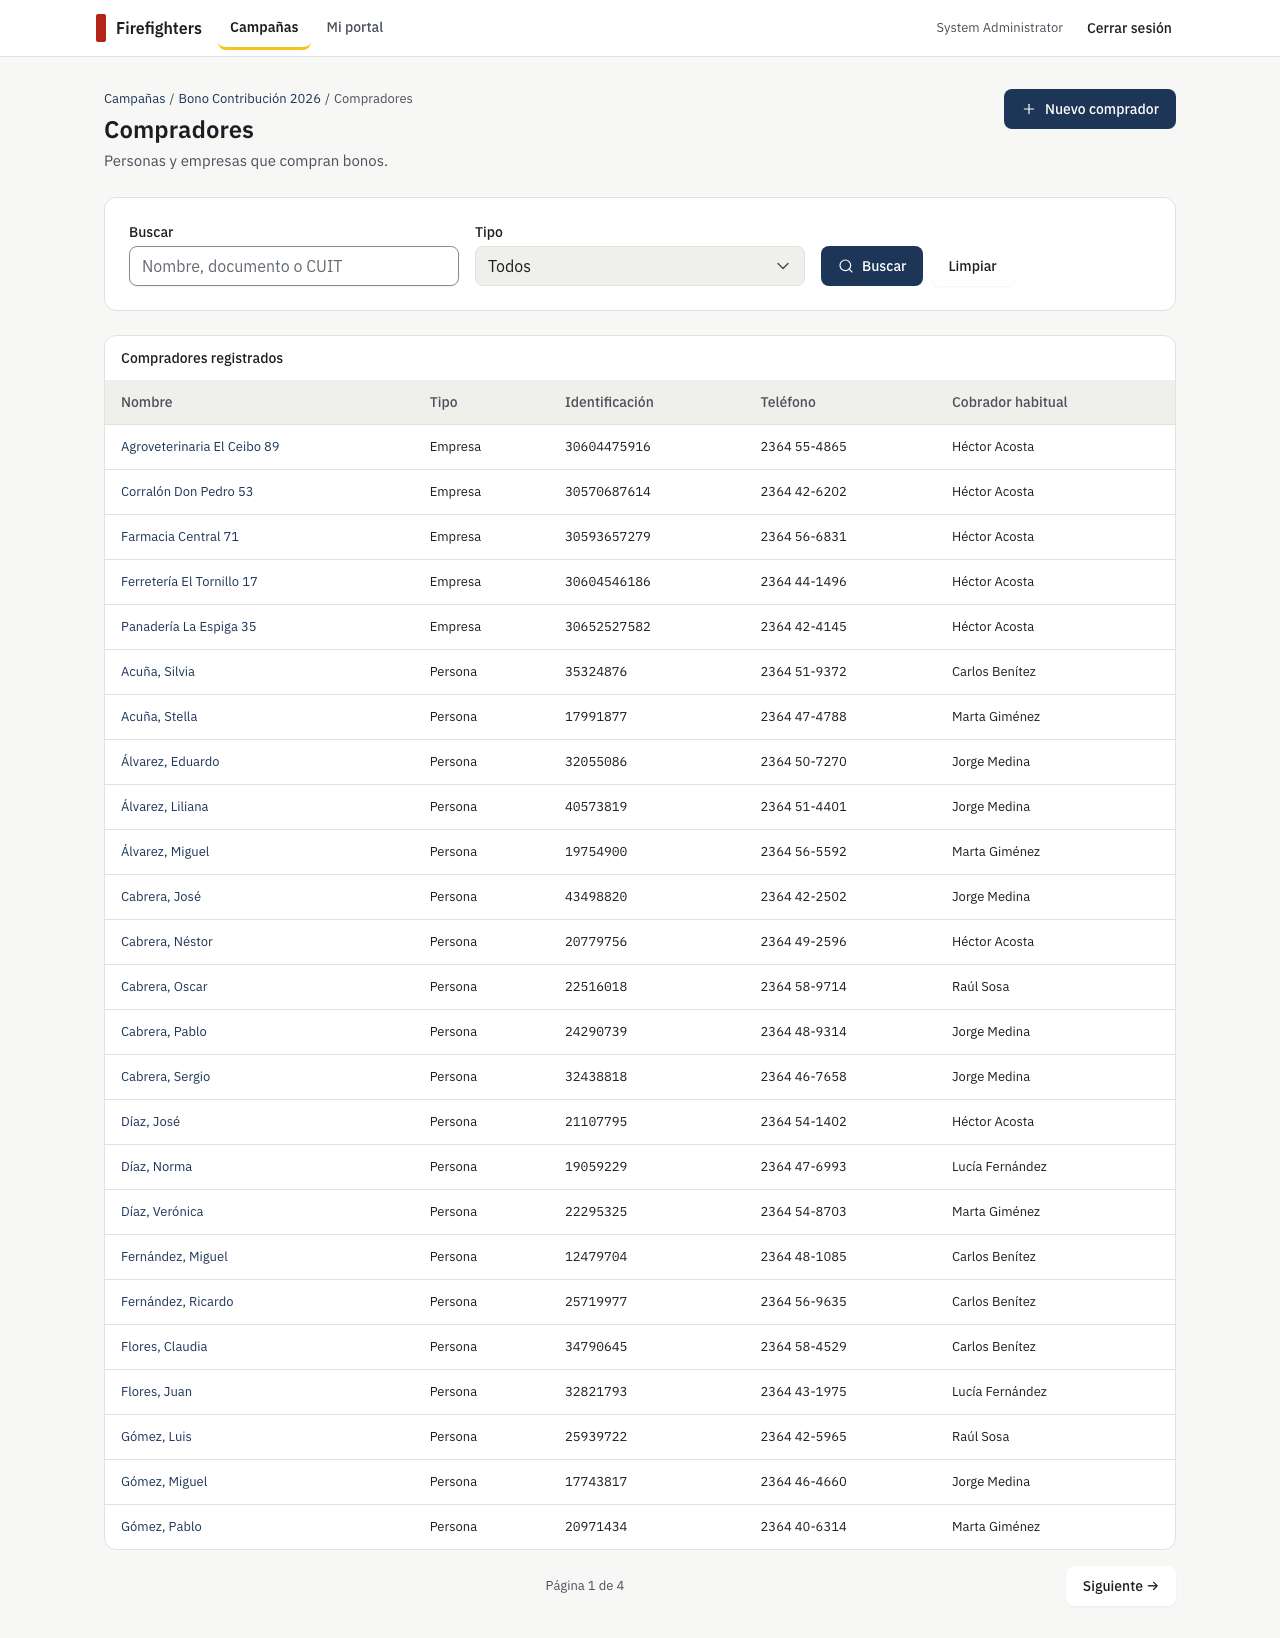 Firefighters Campañas Mi portal System Administrator Cerrar sesión
Campañas / Bono Contribución 2026 / Compradores
Compradores
Personas y empresas que compran bonos.
+ Nuevo comprador
Buscar Tipo
Nombre, documento o CUIT Todos Buscar Limpiar
Compradores registrados
Nombre Tipo Identificación Teléfono Cobrador habitual
Agroveterinaria El Ceibo 89 Empresa 30604475916 2364 55-4865 Héctor Acosta
Corralón Don Pedro 53 Empresa 30570687614 2364 42-6202 Héctor Acosta
Farmacia Central 71 Empresa 30593657279 2364 56-6831 Héctor Acosta
Ferretería El Tornillo 17 Empresa 30604546186 2364 44-1496 Héctor Acosta
Panadería La Espiga 35 Empresa 30652527582 2364 42-4145 Héctor Acosta
Acuña, Silvia Persona 35324876 2364 51-9372 Carlos Benítez
Acuña, Stella Persona 17991877 2364 47-4788 Marta Giménez
Álvarez, Eduardo Persona 32055086 2364 50-7270 Jorge Medina
Álvarez, Liliana Persona 40573819 2364 51-4401 Jorge Medina
Álvarez, Miguel Persona 19754900 2364 56-5592 Marta Giménez
Cabrera, José Persona 43498820 2364 42-2502 Jorge Medina
Cabrera, Néstor Persona 20779756 2364 49-2596 Héctor Acosta
Cabrera, Oscar Persona 22516018 2364 58-9714 Raúl Sosa
Cabrera, Pablo Persona 24290739 2364 48-9314 Jorge Medina
Cabrera, Sergio Persona 32438818 2364 46-7658 Jorge Medina
Díaz, José Persona 21107795 2364 54-1402 Héctor Acosta
Díaz, Norma Persona 19059229 2364 47-6993 Lucía Fernández
Díaz, Verónica Persona 22295325 2364 54-8703 Marta Giménez
Fernández, Miguel Persona 12479704 2364 48-1085 Carlos Benítez
Fernández, Ricardo Persona 25719977 2364 56-9635 Carlos Benítez
Flores, Claudia Persona 34790645 2364 58-4529 Carlos Benítez
Flores, Juan Persona 32821793 2364 43-1975 Lucía Fernández
Gómez, Luis Persona 25939722 2364 42-5965 Raúl Sosa
Gómez, Miguel Persona 17743817 2364 46-4660 Jorge Medina
Gómez, Pablo Persona 20971434 2364 40-6314 Marta Giménez
Página 1 de 4 Siguiente →